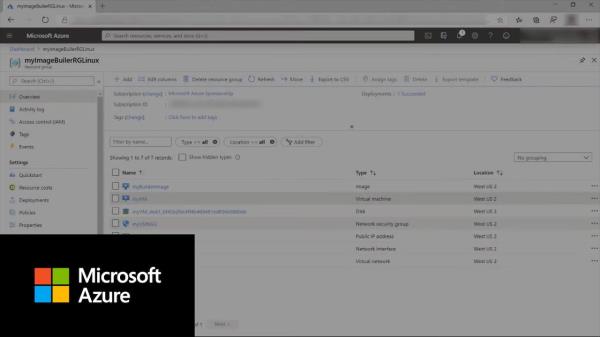 myImageBuilerRGLinux - Microsoft
Microsoft Azure
Search resources, services, and docs (G+/)
Dashboard > myImageBuilerRGLinux
myImageBuilerRGLinux
Resource group
Search (Ctrl+/)
Add
Edit columns
Delete resource group
Refresh
Move
Export to CSV
Assign tags
Delete
Export template
Feedback
Overview
Activity log
Access control (IAM)
Tags
Events
Settings
Quickstart
Resource costs
Deployments
Policies
Properties
Subscription (change) : Microsoft Azure Sponsorship
Deployments : 1 Succeeded
Subscription ID :
Tags (change) : Click here to add tags
Filter by name...
Type == all
Location == all
Add filter
Showing 1 to 7 of 7 records.
Show hidden types
No grouping
Name
Type
Location
myBuilderImage
Image
West US 2
myVM
Virtual machine
West US 2
Disk
West US 2
myVMNSG
Network security group
West US 2
Public IP address
West US 2
Network interface
West US 2
Virtual network
West US 2
of 1
Next >
Microsoft
Azure